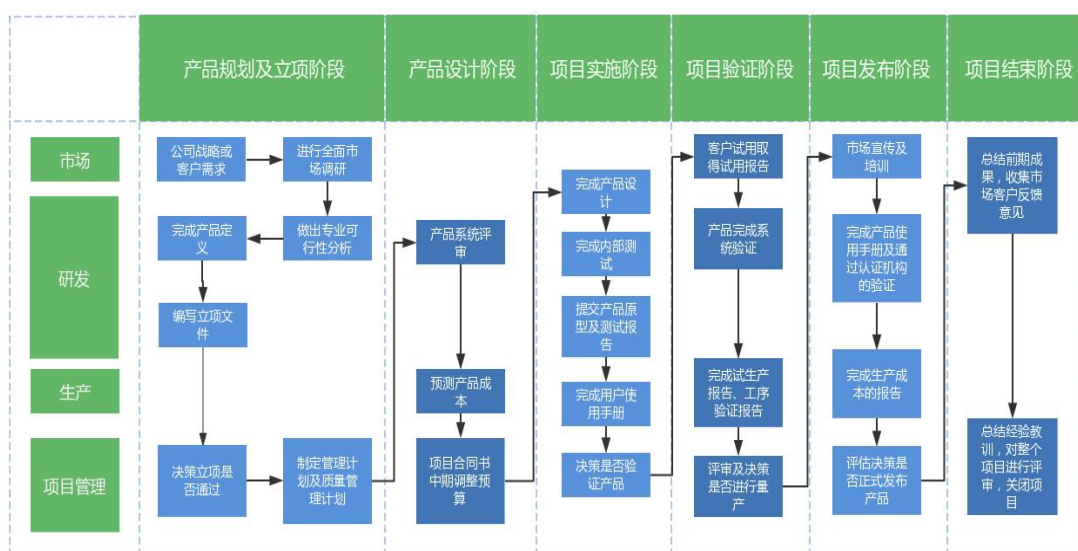 产品规划及立项阶段
产品设计阶段
项目实施阶段
项目验证阶段
项目发布阶段
项目结束阶段
市场
研发
生产
项目管理
公司战略或
客户需求
进行全面市
场调研
做出专业可
行性分析
完成产品定
义
编写立项文
件
决策立项是
否通过
制定管理计
划及质量管
理计划
产品系统评
审
预测产品成
本
项目合同书
中期调整预
算
完成产品设
计
完成内部测
试
提交产品原
型及测试报
告
完成用户使
用手册
决策是否验
证产品
客户试用取
得试用报告
产品完成系
统验证
完成试生产
报告、工序
验证报告
评审及决策
是否进行量
产
市场宣传及
培训
完成产品使
用手册及通
过认证机构
的验证
完成生产成
本的报告
评估决策是
否正式发布
产品
总结前期成
果，收集市
场客户反馈
意见
总结经验教
训，对整个
项目进行评
审，关闭项
目